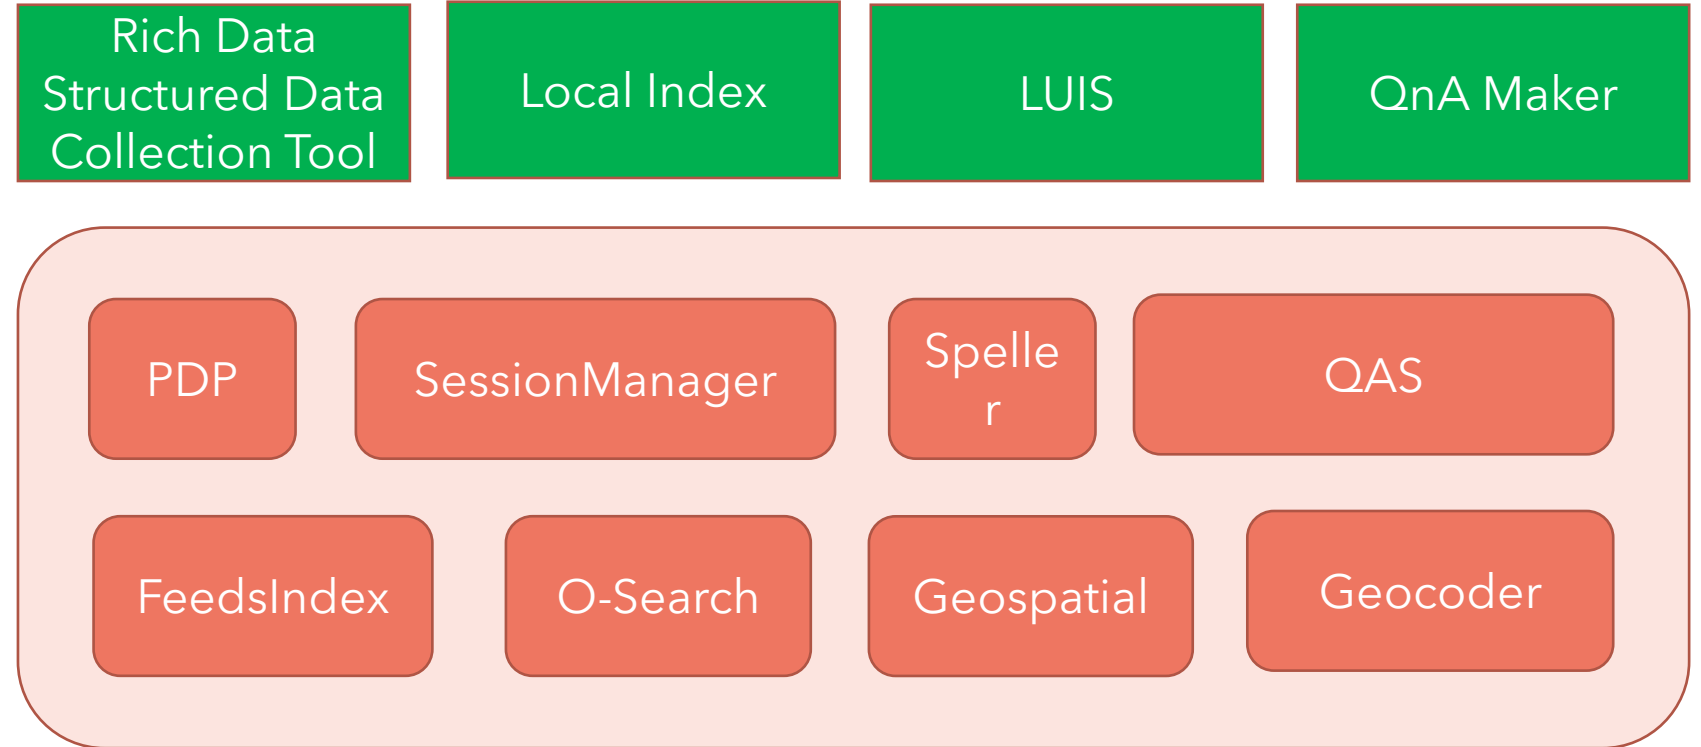 Rich Data
Structured Data
Collection Tool
Local Index
LUIS
QnA Maker
PDP
SessionManager
Spelle
r
QAS
FeedsIndex
O-Search
Geospatial
Geocoder